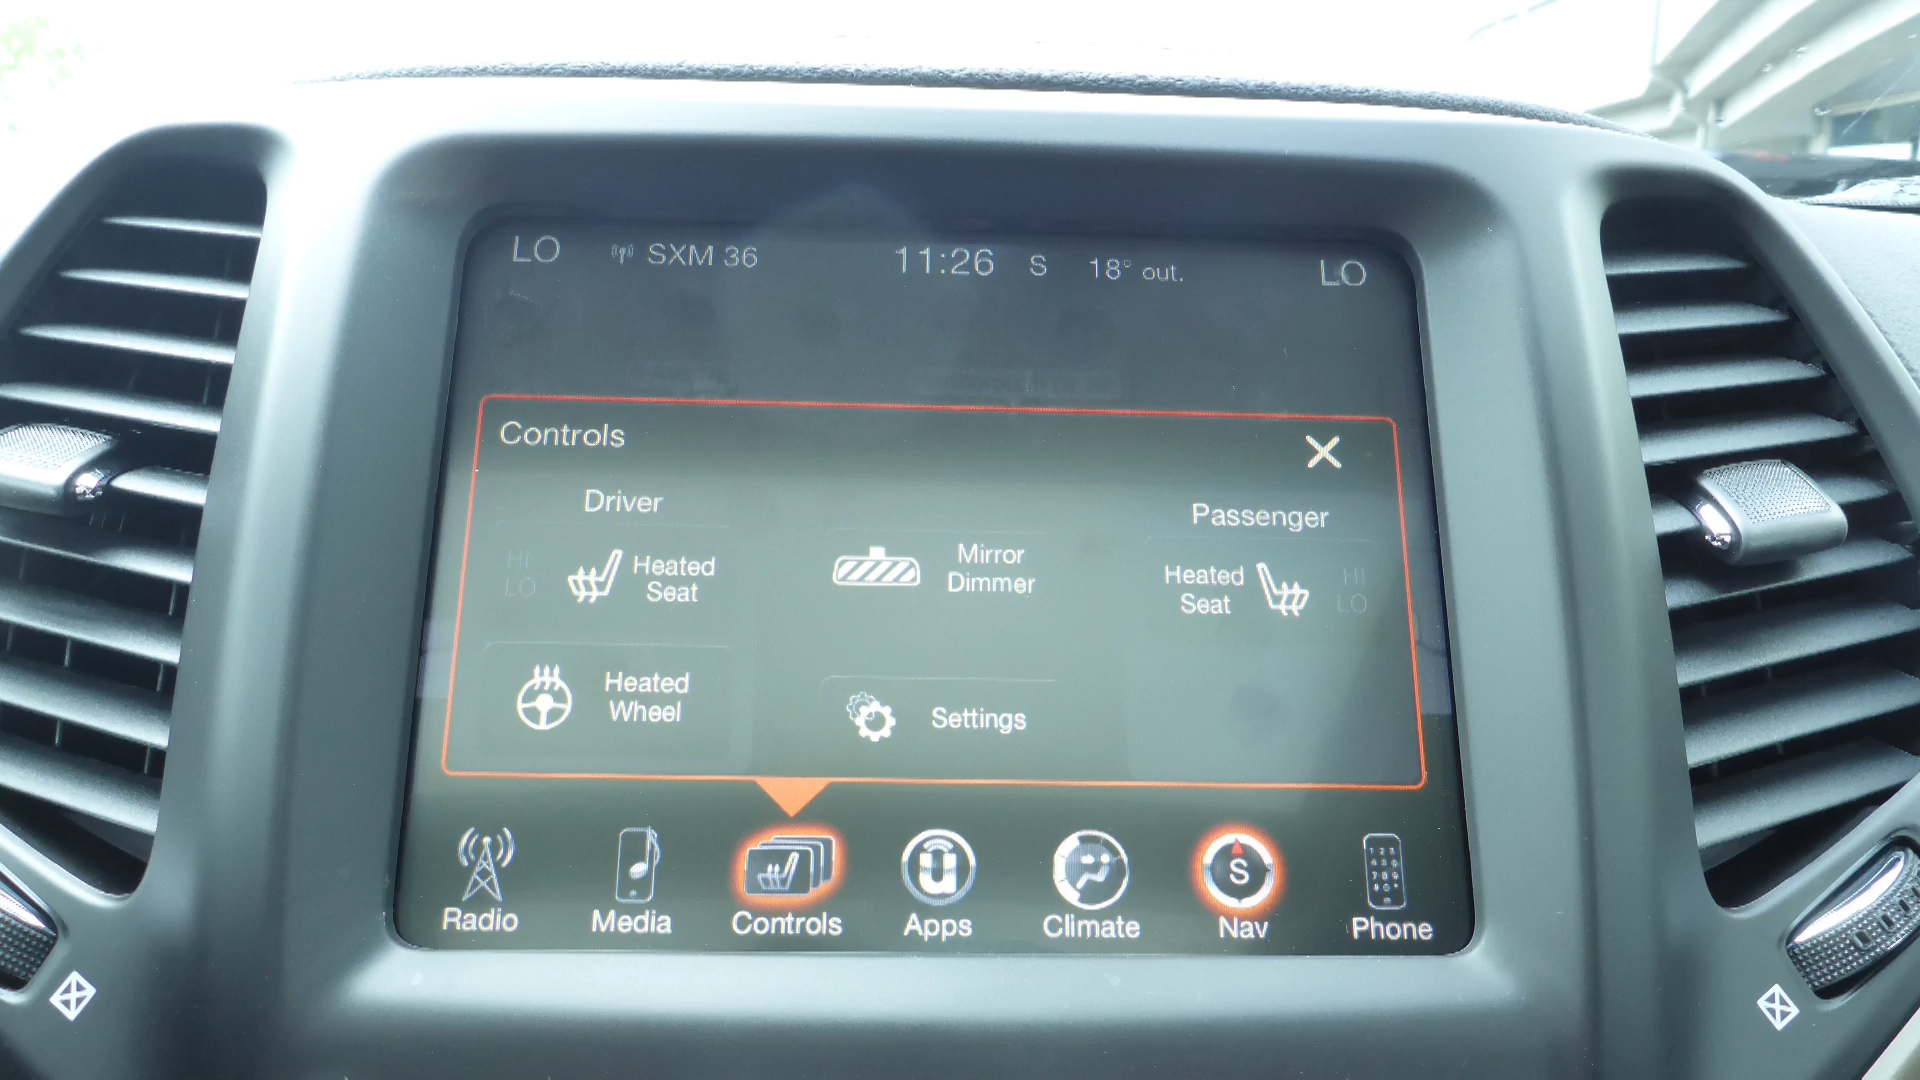 LO SXM 36 11:26 S 18° out. LO
Controls
Driver
Passenger
HI
LO
Heated
Seat
Mirror
Dimmer
Heated
Seat
HI
LO
Heated
Wheel
Settings
S
Radio Media Controls Apps Climate Nav Phone